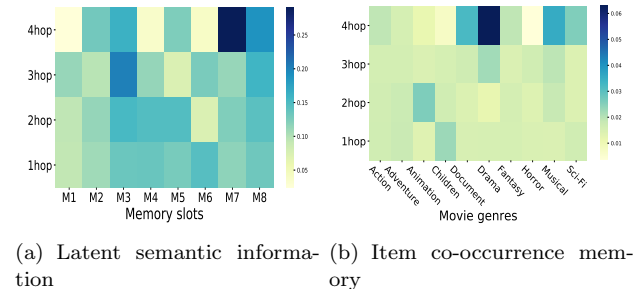 4hop
3hop
2hop
1hop
M1 M2 M3 M4 M5 M6 M7 M8
Memory slots
0.25
0.20
0.15
0.10
0.05
4hop
3hop
2hop
1hop
Action Adventure Animation Children Document Drama Fantasy Horror Musical Sci-Fi
Movie genres
0.06
0.05
0.04
0.03
0.02
0.01
(a) Latent semantic informa-
tion
(b) Item co-occurrence mem-
ory